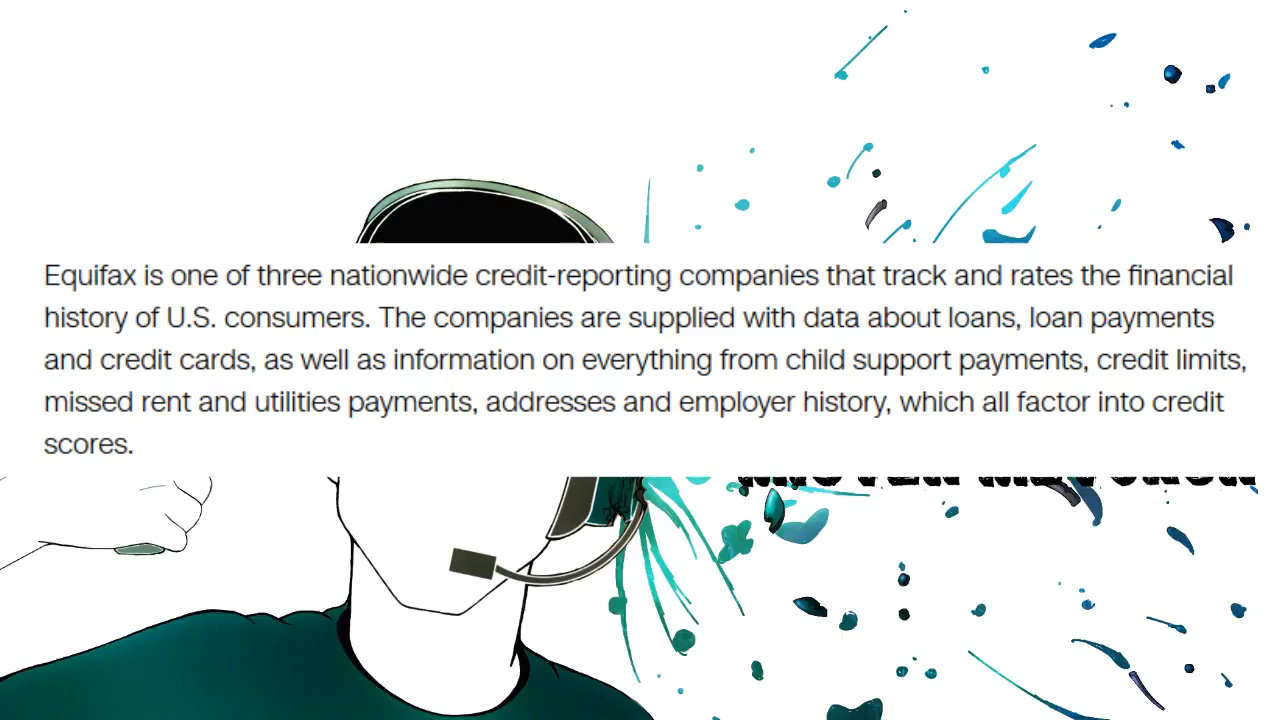 Equifax is one of three nationwide credit-reporting companies that track and rates the financial
history of U.S. consumers. The companies are supplied with data about loans, loan payments
and credit cards, as well as information on everything from child support payments, credit limits,
missed rent and utilities payments, addresses and employer history, which all factor into credit
scores.